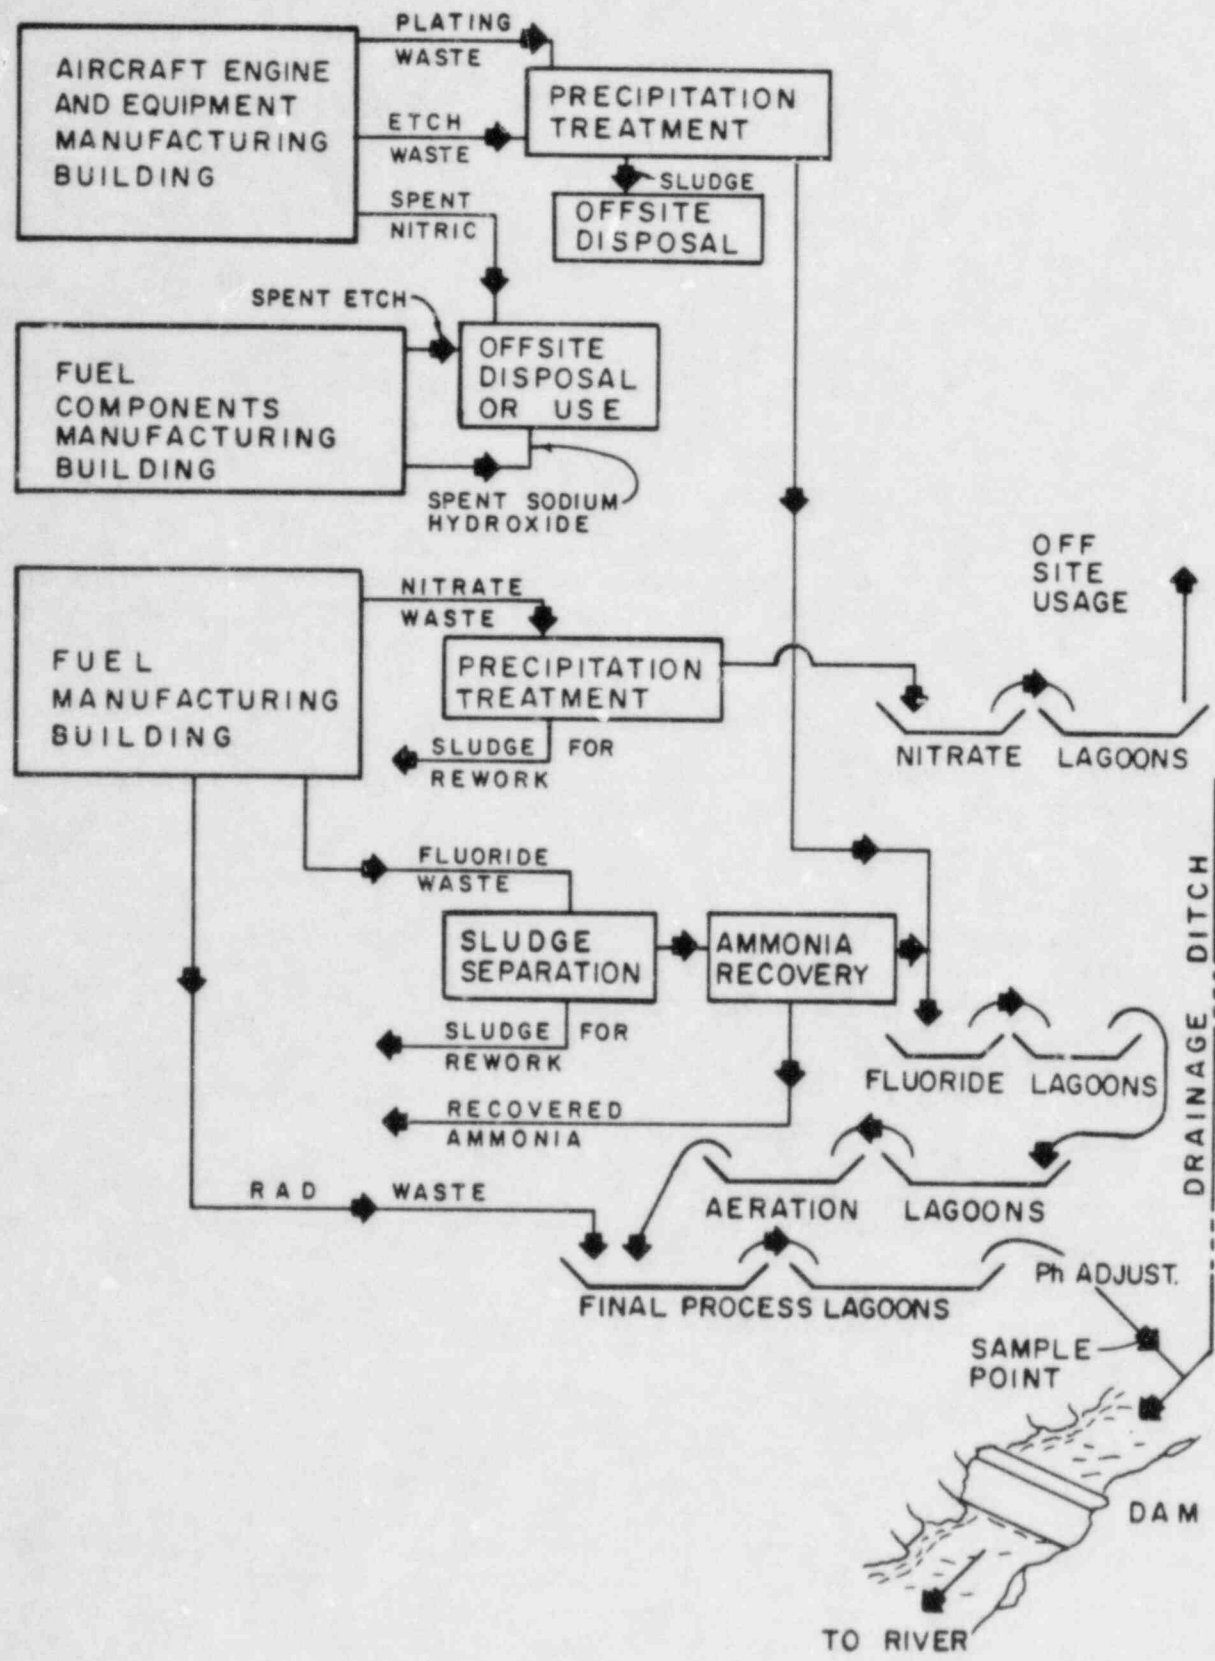 PLATING
WASTE
AIRCRAFT ENGINE
AND EQUIPMENT
MANUFACTURING
BUILDING
ETCH
WASTE
PRECIPITATION
TREATMENT
SPENT
NITRIC
SLUDGE
OFFSITE
DISPOSAL
SPENT ETCH
FUEL
COMPONENTS
MANUFACTURING
BUILDING
OFFSITE
DISPOSAL
OR USE
SPENT SODIUM
HYDROXIDE
OFF
SITE
USAGE
NITRATE
WASTE
FUEL
MANUFACTURING
BUILDING
PRECIPITATION
TREATMENT
SLUDGE FOR
REWORK
NITRATE LAGOONS
FLUORIDE
WASTE
SLUDGE
SEPARATION
AMMONIA
RECOVERY
SLUDGE FOR
REWORK
FLUORIDE LAGOONS
DRAINAGE DITCH
RECOVERED
AMMONIA
RAD WASTE
AERATION LAGOONS
Ph ADJUST.
FINAL PROCESS LAGOONS
SAMPLE
POINT
DAM
TO RIVER